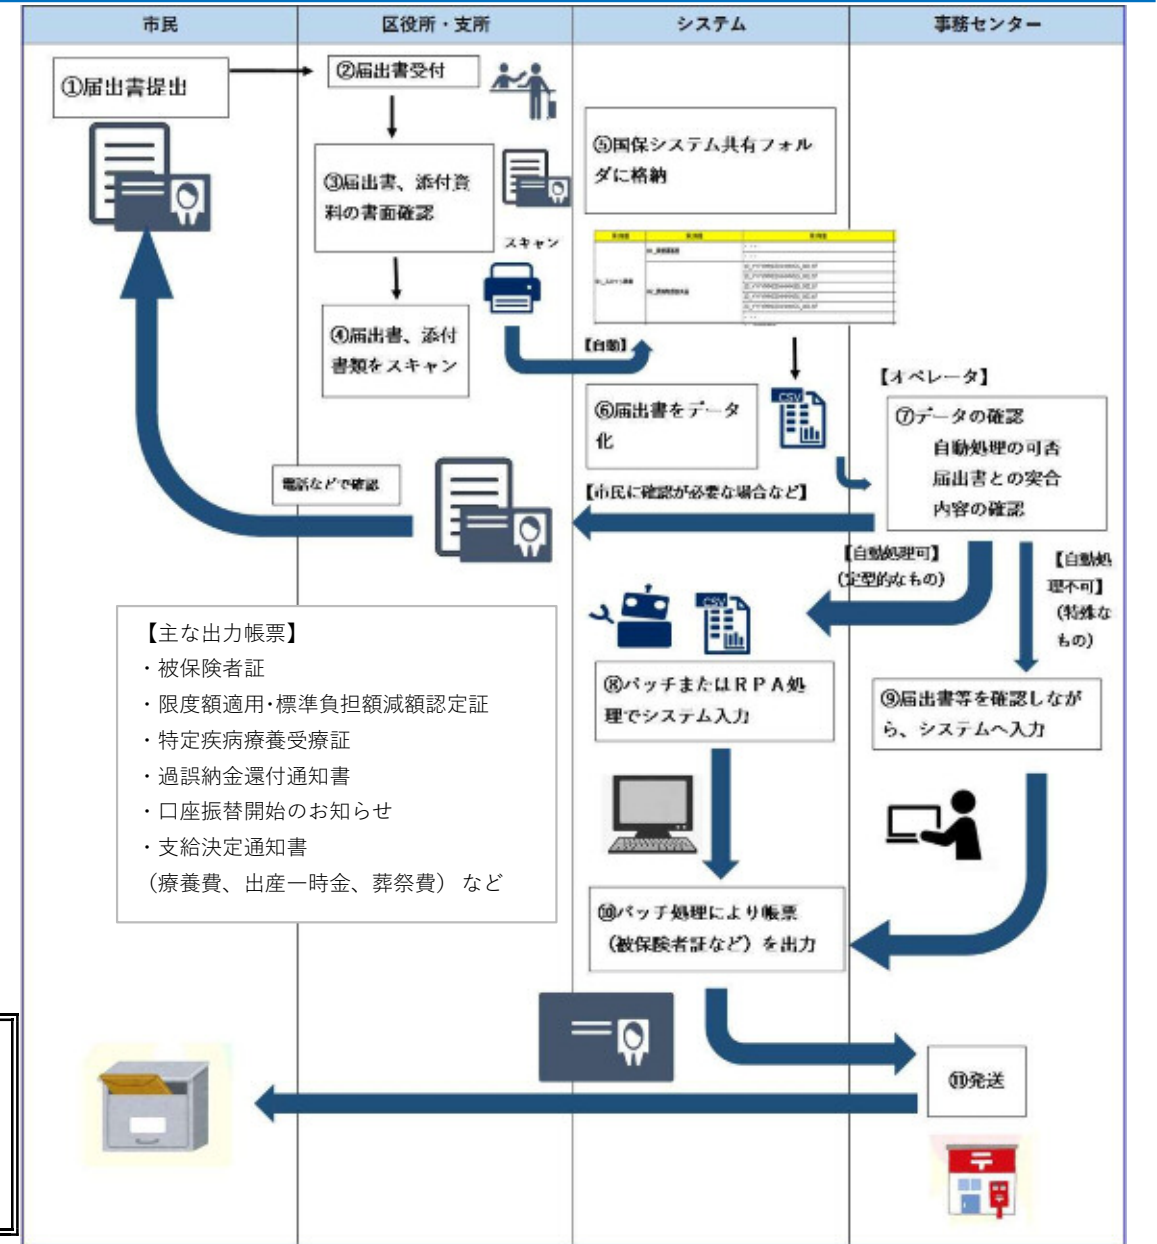 市民
区役所・支所
システム
事務センター
①届出書提出
②届出書受付
③届出書、添付資
料の書面確認
スキャン
④届出書、添付
書類をスキャン
【自動】
⑤国保システム共有フォル
ダに格納
⑥届出書をデータ
化
CSV
【オペレータ】
⑦データの確認
自動処理の可否
届出書との突合
内容の確認
【市民に確認が必要な場合など】
電話などで確認
【自動処理可】
(定型的なもの)
【自動処
理不可】
(特殊な
もの)
CSV
⑧バッチまたはRPA処
理でシステム入力
⑨届出書等を確認しなが
ら、システムへ入力
【主な出力帳票】
・被保険者証
・限度額適用・標準負担額減額認定証
・特定疾病療養受療証
・過誤納金還付通知書
・口座振替開始のお知らせ
・支給決定通知書
（療養費、出産一時金、葬祭費） など
⑩バッチ処理により帳票
（被保険者証など）を出力
⑪発送